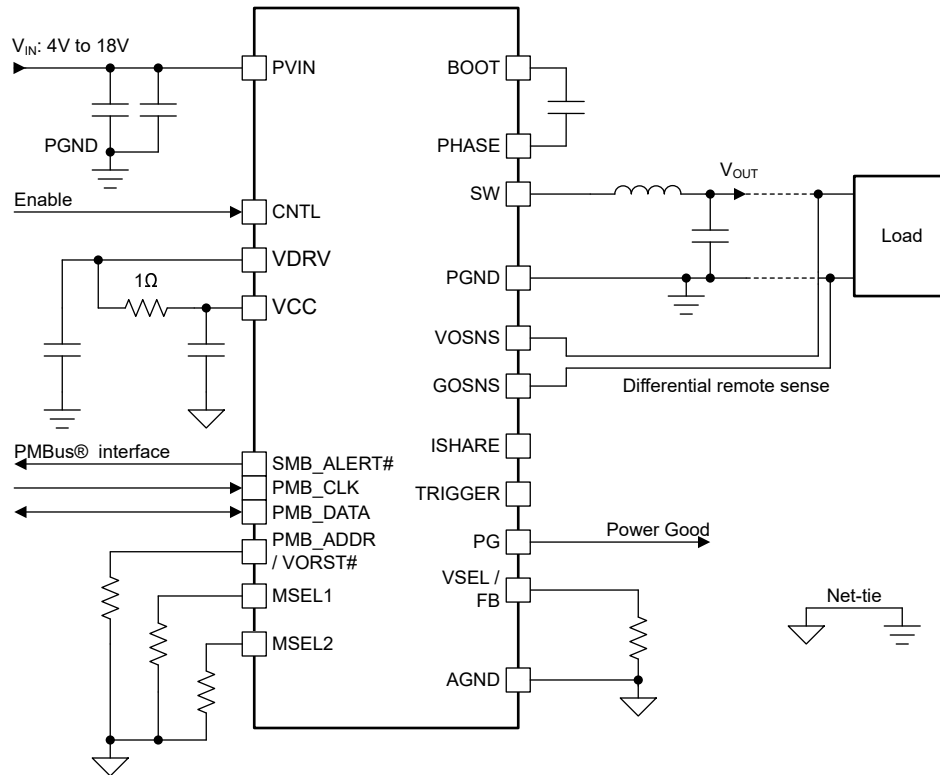 V_IN: 4V to 18V
PGND
Enable
1Ω
PMBus® interface
PVIN
CNTL
VDRV
VCC
SMB_ALERT#
PMB_CLK
PMB_DATA
PMB_ADDR
/ VORST#
MSEL1
MSEL2
BOOT
PHASE
SW
PGND
VOSNS
GOSNS
ISHARE
TRIGGER
PG
VSEL /
FB
AGND
V_OUT
Load
Differential remote sense
Power Good
Net-tie